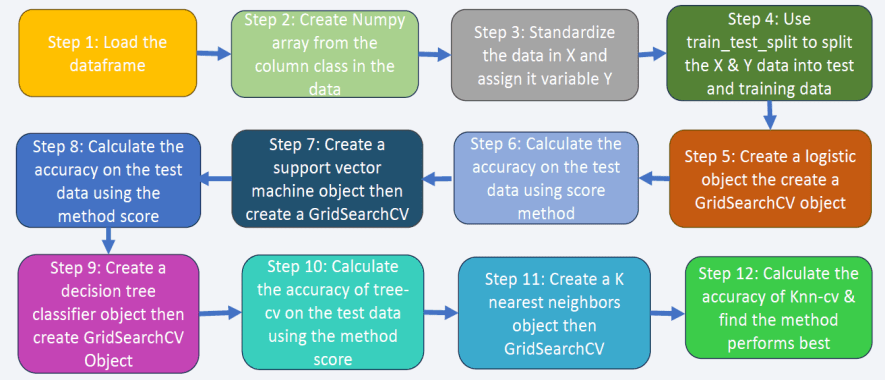 Step 1: Load the
dataframe
Step 2: Create Numpy
array from the
column class in the
data
Step 3: Standardize
the data in X and
assign it variable Y
Step 4: Use
train_test_split to split
the X & Y data into test
and training data
Step 5: Create a logistic
object the create a
GridSearchCV object
Step 6: Calculate the
accuracy on the test
data using score
method
Step 7: Create a
support vector
machine object then
create a GridSearchCV
Step 8: Calculate the
accuracy on the test
data using the
method score
Step 9: Create a
decision tree
classifier object then
create GridSearchCV
Object
Step 10: Calculate
the accuracy of tree-
cv on the test data
using the method
score
Step 11: Create a K
nearest neighbors
object then
GridSearchCV
Step 12: Calculate the
accuracy of Knn-cv &
find the method
performs best